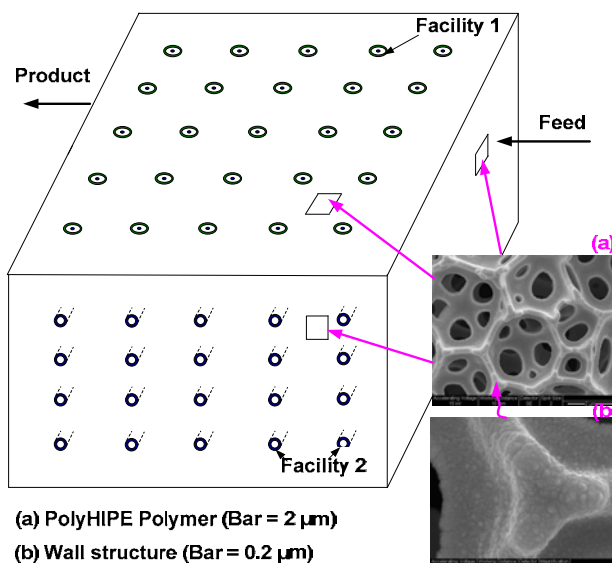 Facility 1
Product
Feed
(a)
(b)
Facility 2
(a) PolyHIPE Polymer (Bar = 2 µm)
(b) Wall structure (Bar = 0.2 µm)